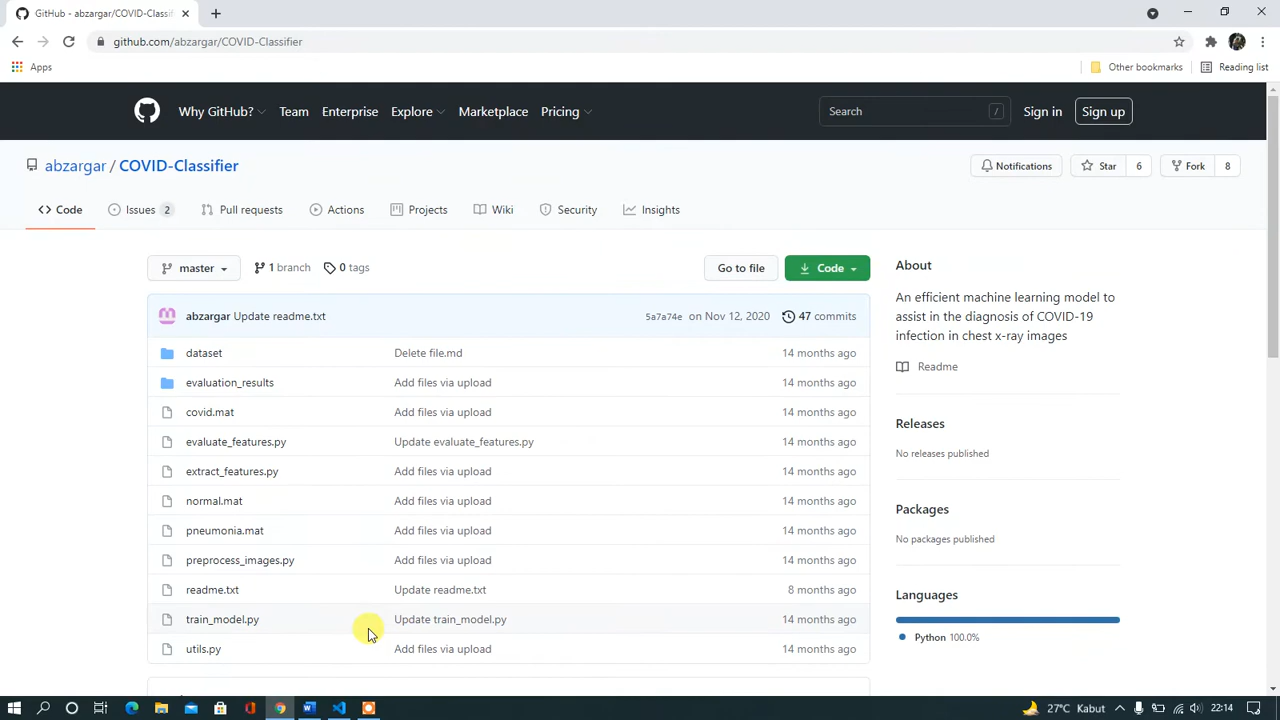 GitHub - abzargar/COVID-Classifi
github.com/abzargar/COVID-Classifier
Apps
Other bookmarks
Reading list
Why GitHub? Team Enterprise Explore Marketplace Pricing
Search /
Sign in
Sign up
abzargar / COVID-Classifier
Notifications
Star 6
Fork 8
Code
Issues 2
Pull requests
Actions
Projects
Wiki
Security
Insights
master
1 branch
0 tags
Go to file
Code
abzargar Update readme.txt 5a7a74e on Nov 12, 2020 47 commits
dataset Delete file.md 14 months ago
evaluation_results Add files via upload 14 months ago
covid.mat Add files via upload 14 months ago
evaluate_features.py Update evaluate_features.py 14 months ago
extract_features.py Add files via upload 14 months ago
normal.mat Add files via upload 14 months ago
pneumonia.mat Add files via upload 14 months ago
preprocess_images.py Add files via upload 14 months ago
readme.txt Update readme.txt 8 months ago
train_model.py Update train_model.py 14 months ago
utils.py Add files via upload 14 months ago
About
An efficient machine learning model to
assist in the diagnosis of COVID-19
infection in chest x-ray images
Readme
Releases
No releases published
Packages
No packages published
Languages
Python 100.0%
27°C Kabut
22:14